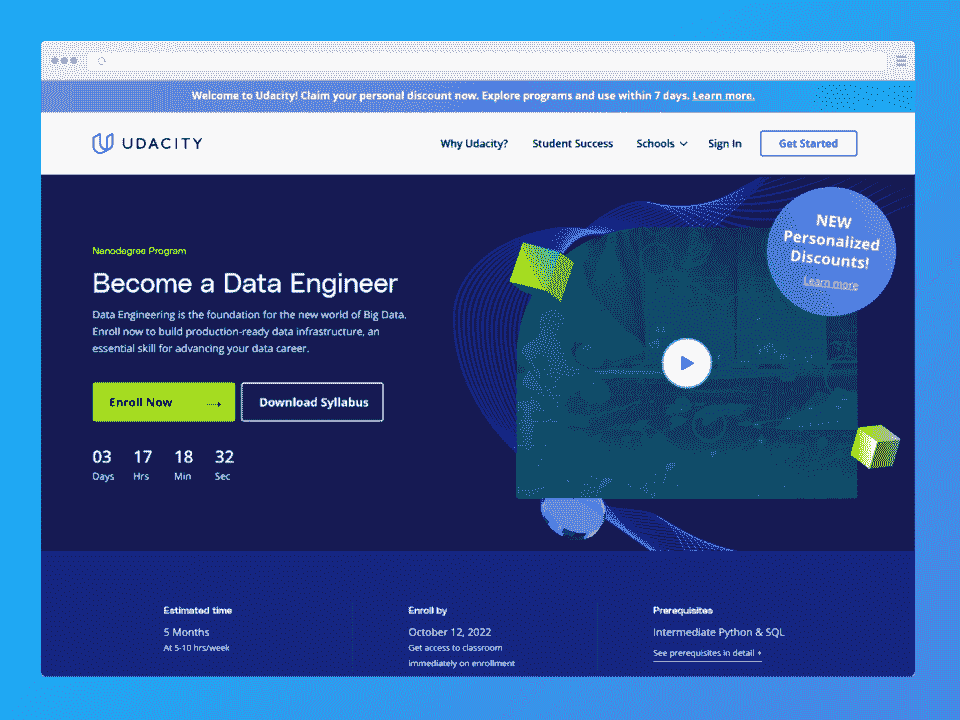 Welcome to Udacity! Claim your personal discount now. Explore programs and use within 7 days. Learn more.
UDACITY
Why Udacity?
Student Success
Schools
Sign In
Get Started
NEW
Personalized
Discounts!
Learn more
Nanodegree Program
Become a Data Engineer
Data Engineering is the foundation for the new world of Big Data.
Enroll now to build production-ready data infrastructure, an
essential skill for advancing your data career.
Enroll Now
Download Syllabus
03 17 18 32
Days Hrs Min Sec
Estimated time
5 Months
At 5-10 hrs/week
Enroll by
October 12, 2022
Get access to classroom
immediately on enrollment
Prerequisites
Intermediate Python & SQL
See prerequisites in detail +